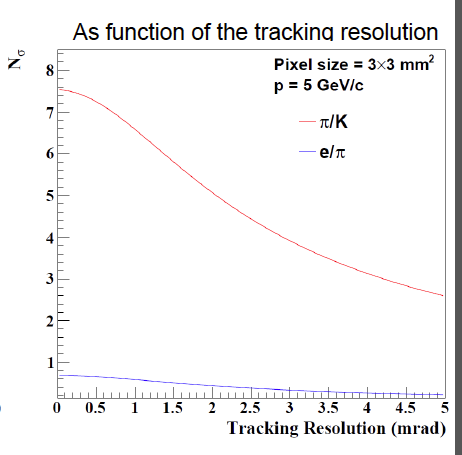 As function of the tracking resolution
Pixel size = 3×3 mm²
p = 5 GeV/c
π/K
e/π
Nσ
8
7
6
5
4
3
2
1
0 0.5 1 1.5 2 2.5 3 3.5 4 4.5 5
Tracking Resolution (mrad)